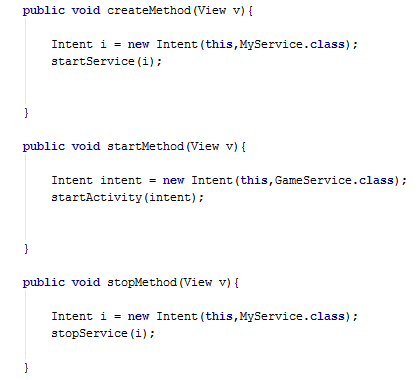 public void createMethod(View v){
Intent i = new Intent(this,MyService.class);
startService(i);
}
public void startMethod(View v){
Intent intent = new Intent(this,GameService.class);
startActivity(intent);
}
public void stopMethod(View v){
Intent i = new Intent(this,MyService.class);
stopService(i);
}